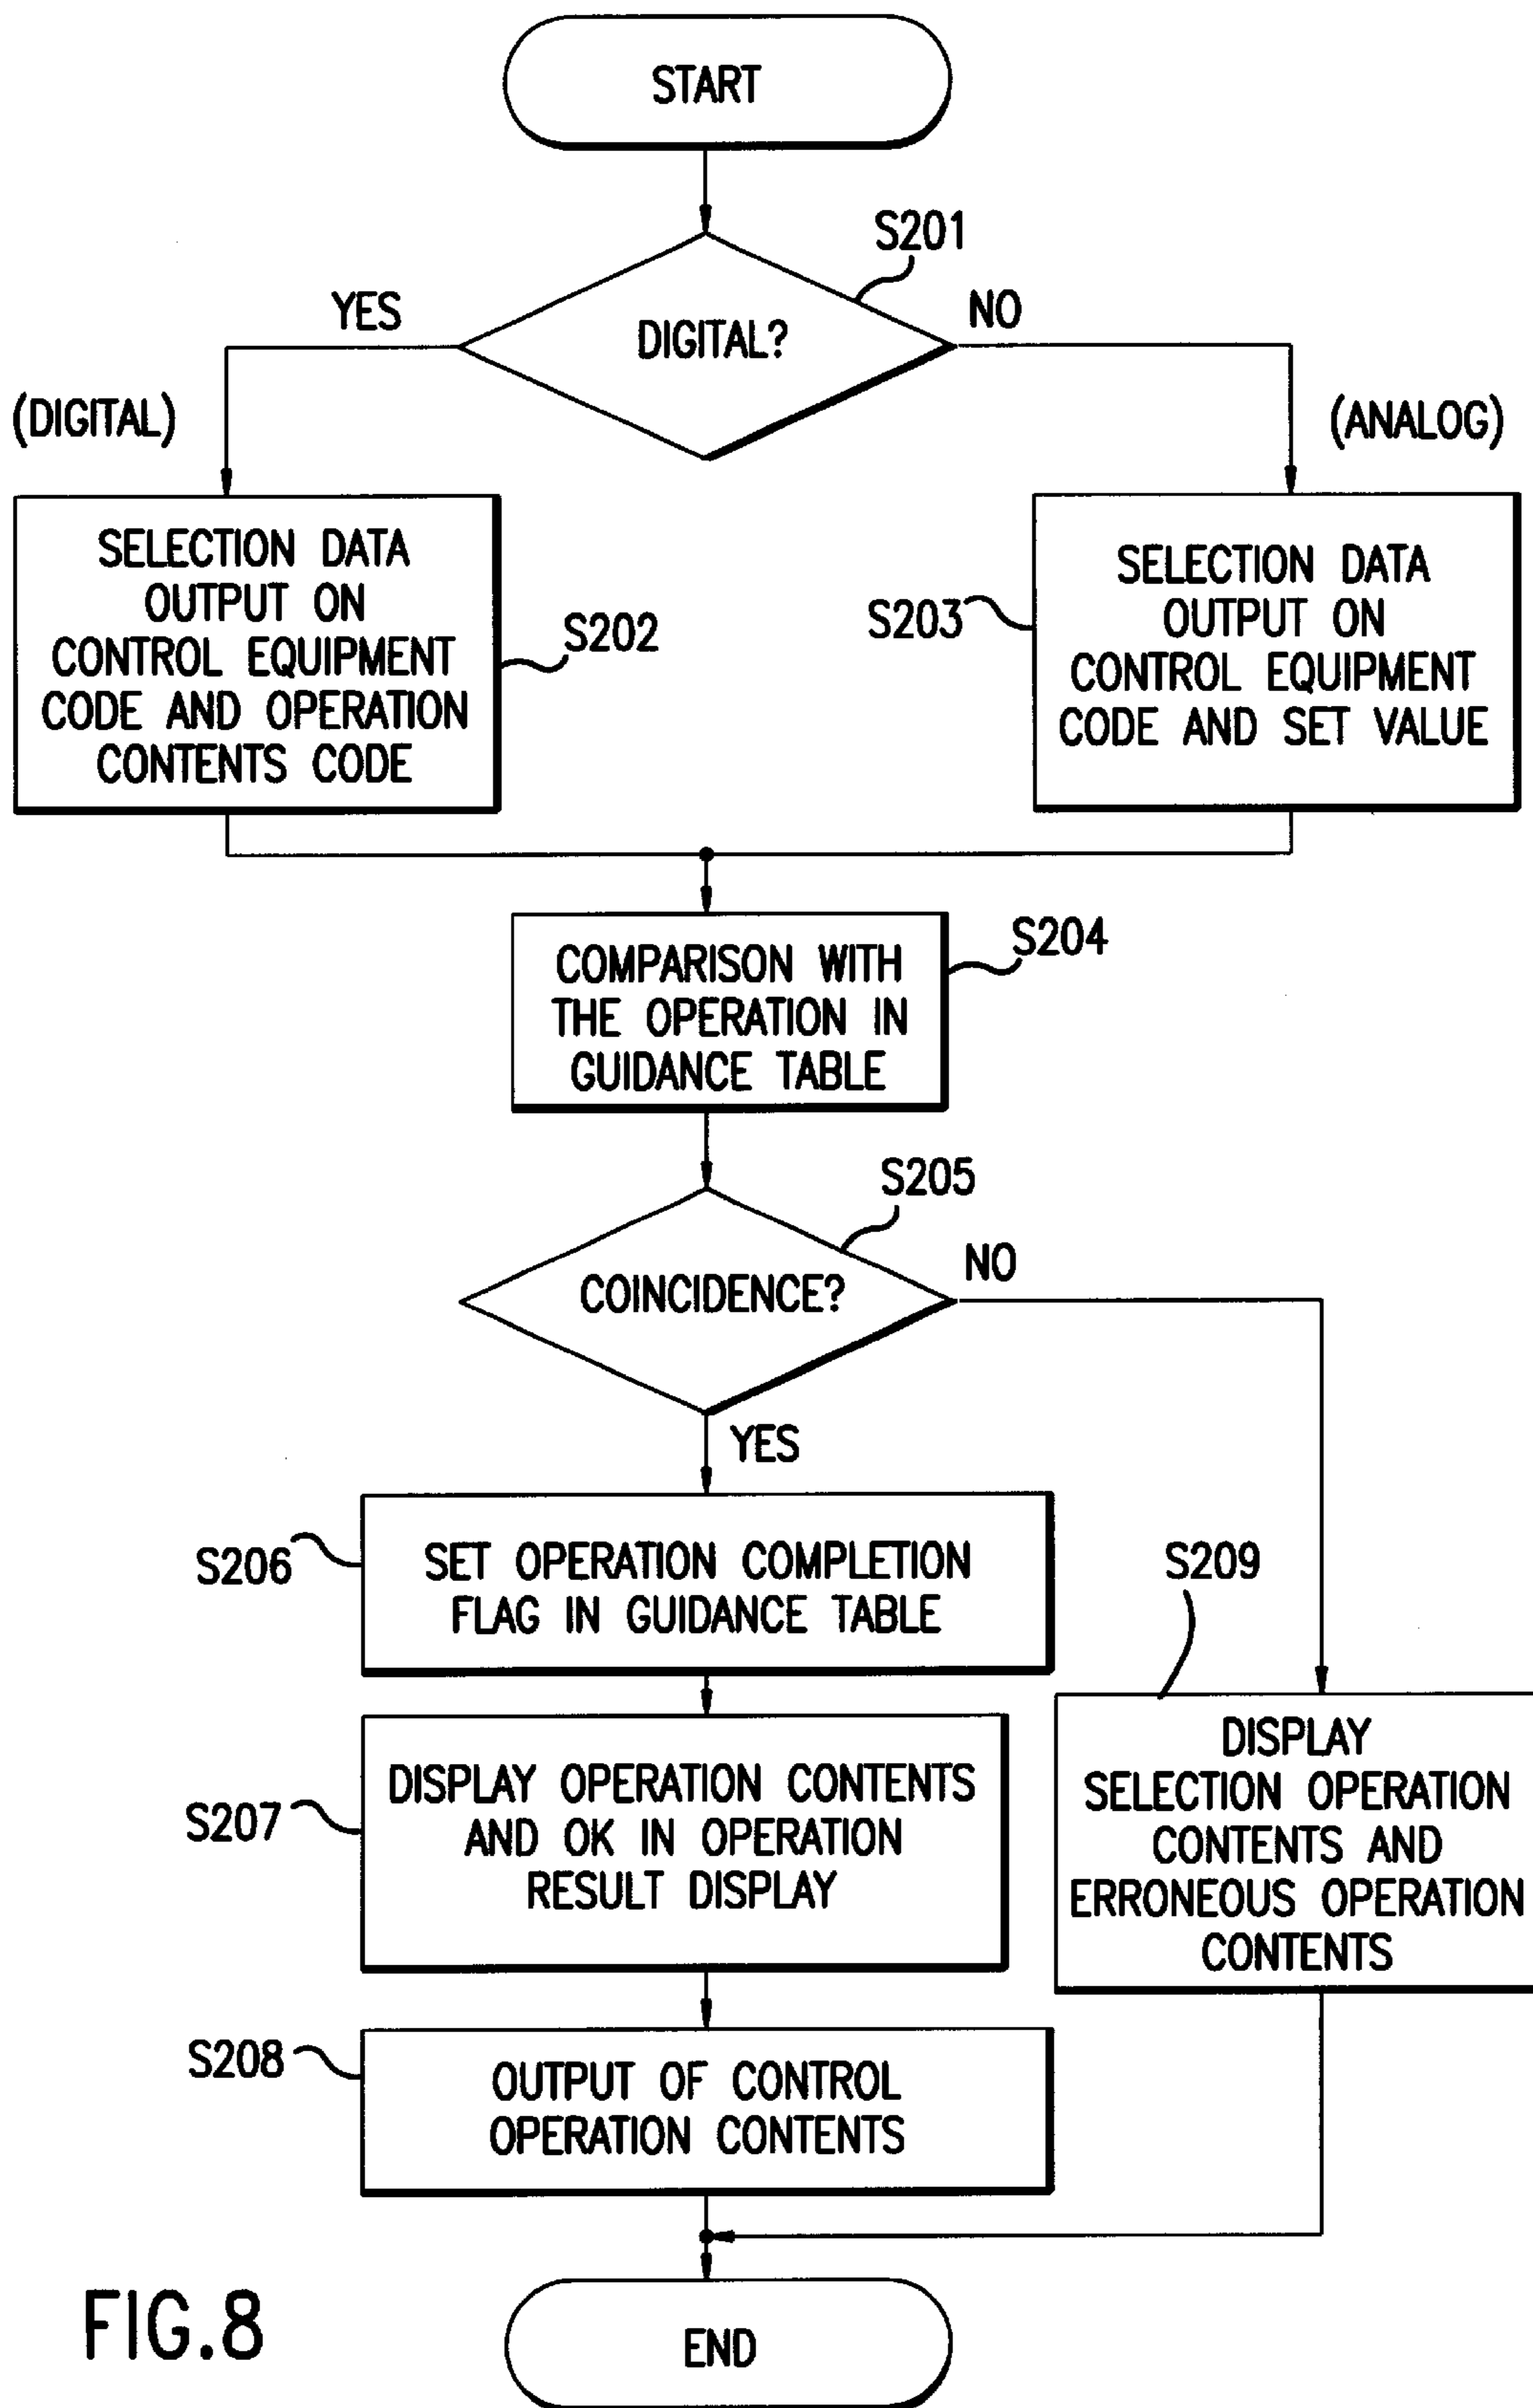 START
S201
YES
NO
DIGITAL?
(DIGITAL)
(ANALOG)
SELECTION DATA
OUTPUT ON
CONTROL EQUIPMENT
CODE AND OPERATION
CONTENTS CODE
S202
S203
SELECTION DATA
OUTPUT ON
CONTROL EQUIPMENT
CODE AND SET VALUE
COMPARISON WITH
THE OPERATION IN
GUIDANCE TABLE
S204
S205
COINCIDENCE?
NO
YES
S206
SET OPERATION COMPLETION
FLAG IN GUIDANCE TABLE
S209
S207
DISPLAY OPERATION CONTENTS
AND OK IN OPERATION
RESULT DISPLAY
DISPLAY
SELECTION OPERATION
CONTENTS AND
ERRONEOUS OPERATION
CONTENTS
S208
OUTPUT OF CONTROL
OPERATION CONTENTS
END
FIG.8